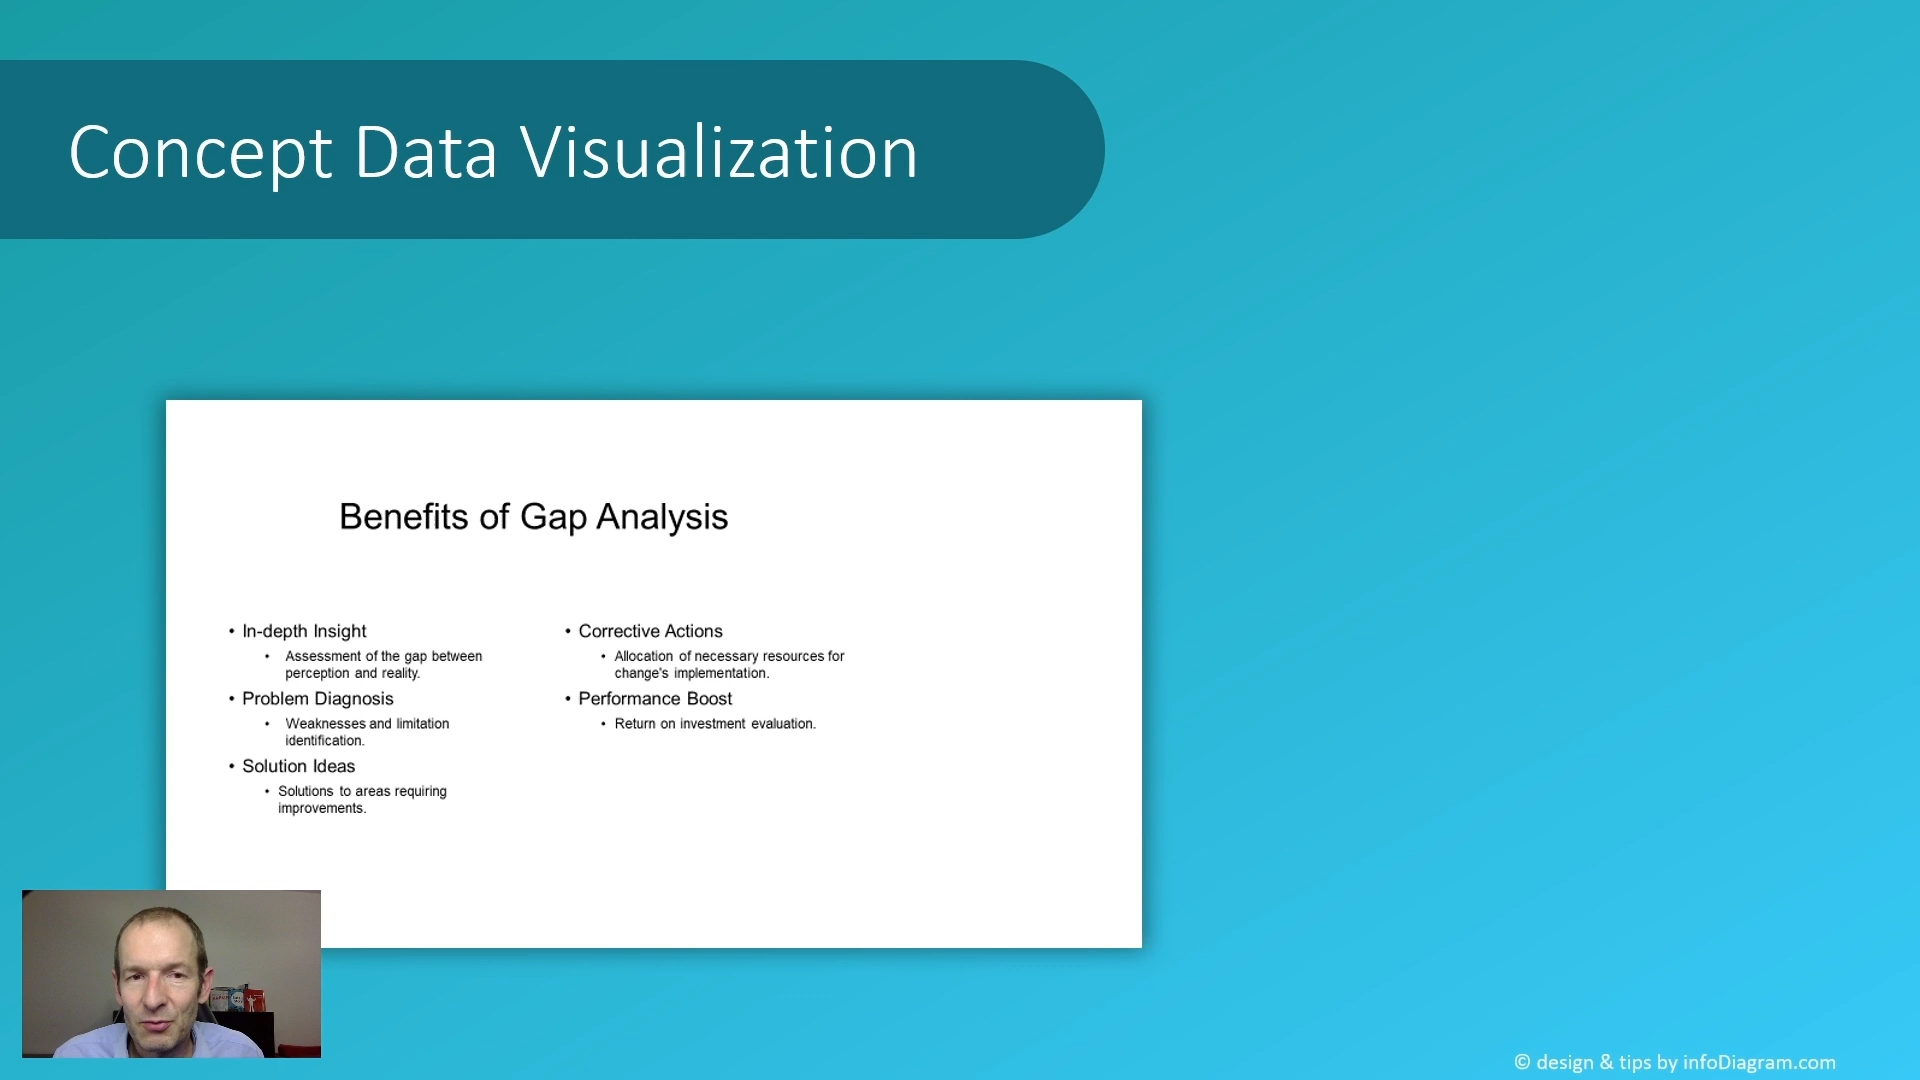 Concept Data Visualization
Benefits of Gap Analysis
• In-depth Insight
• Assessment of the gap between
perception and reality.
• Problem Diagnosis
• Weaknesses and limitation
identification.
• Solution Ideas
• Solutions to areas requiring
improvements.
• Corrective Actions
• Allocation of necessary resources for
change's implementation.
• Performance Boost
• Return on investment evaluation.
© design & tips by infoDiagram.com